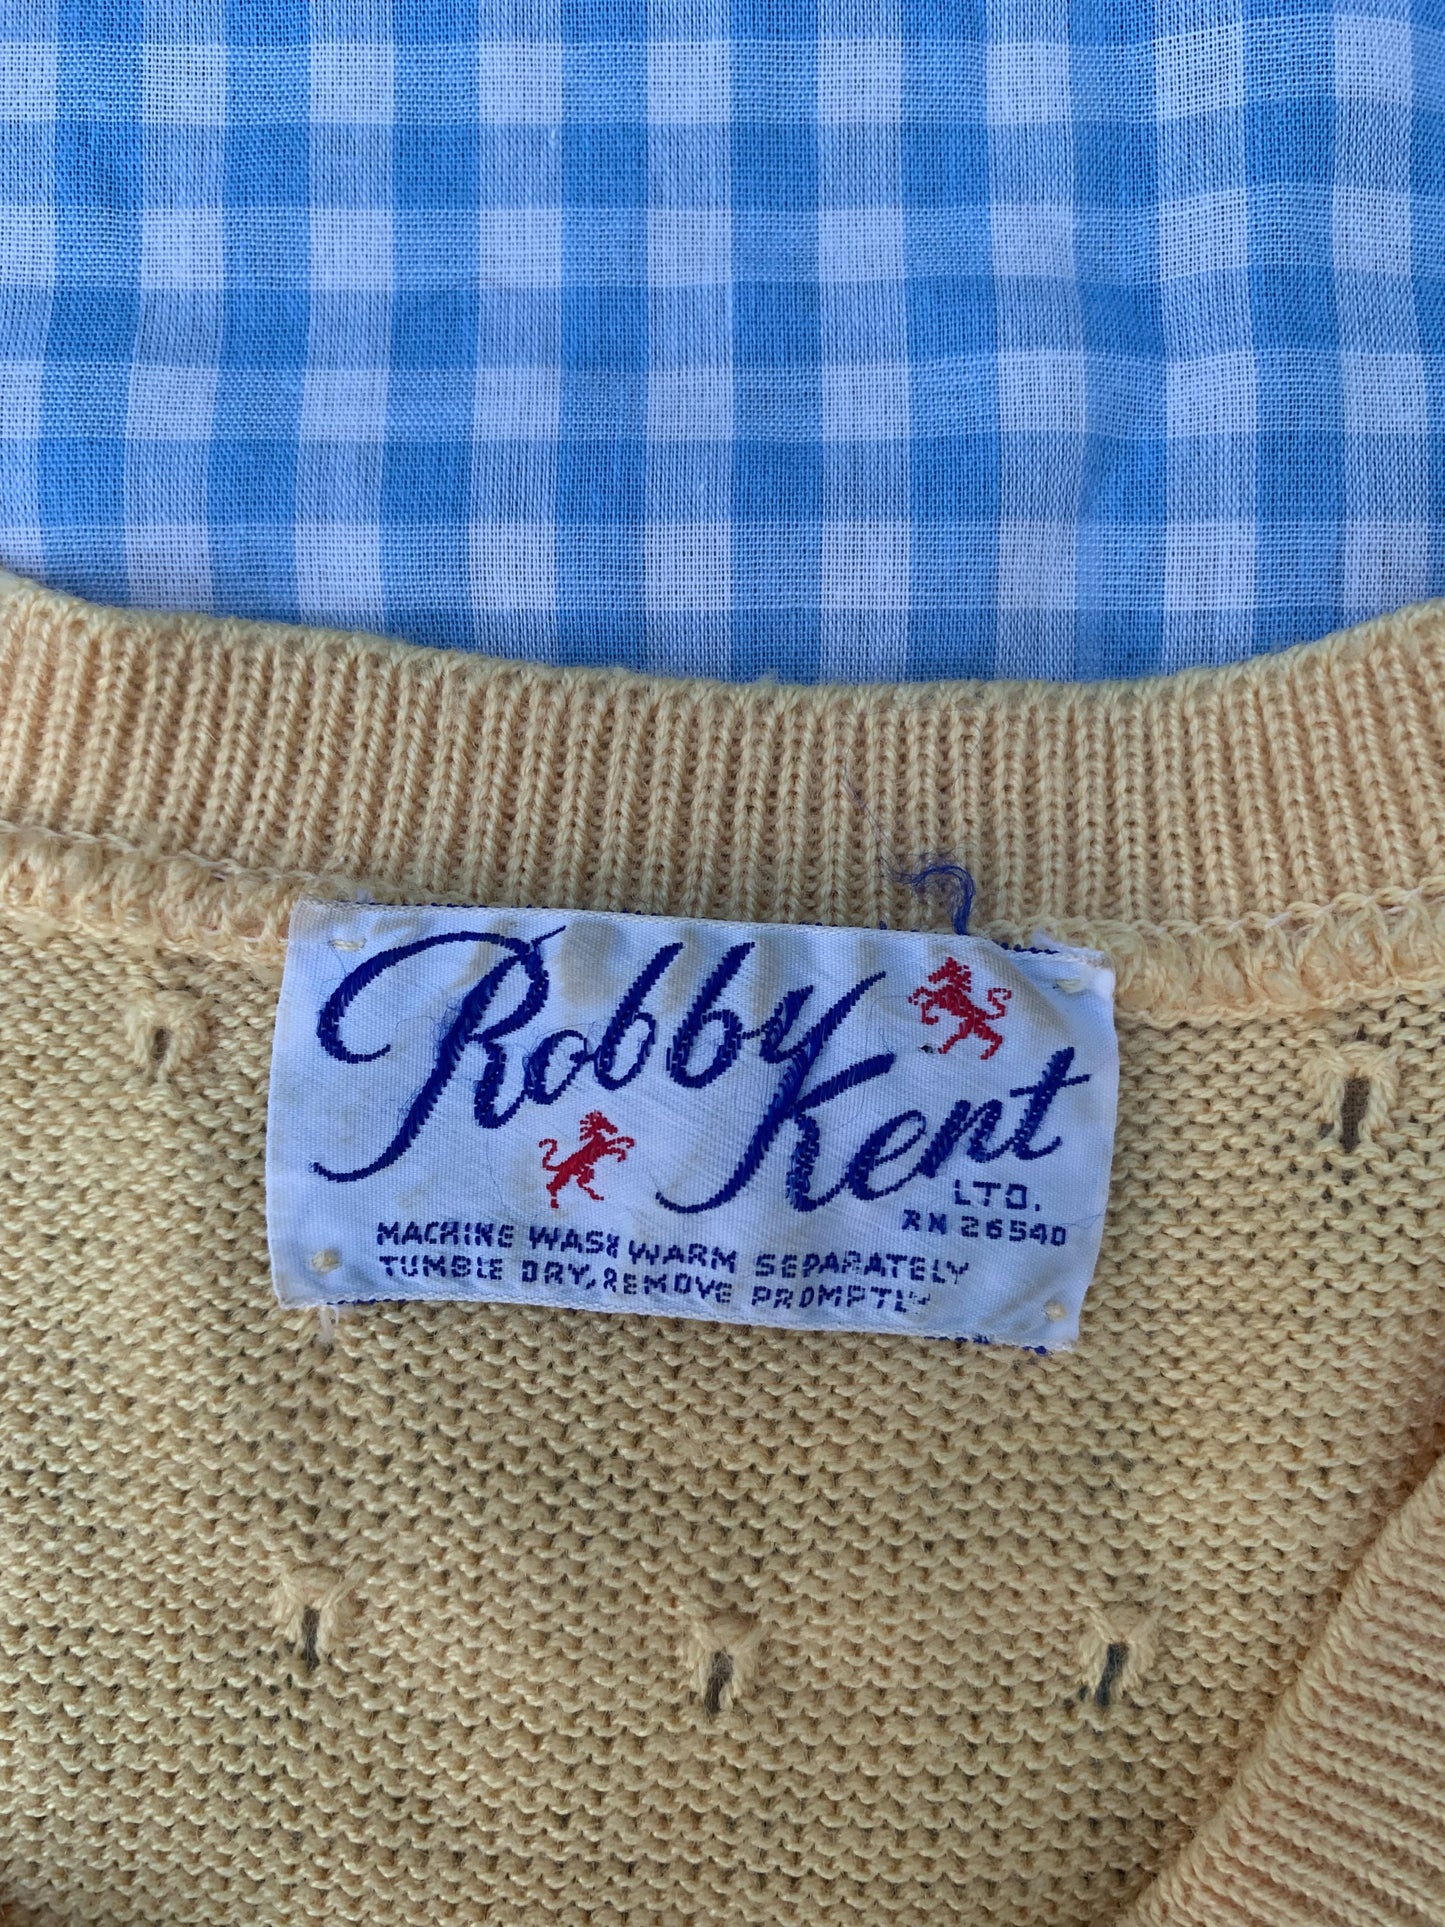 Robby Kent
LTD.
RN 26540
MACHINE WASH WARM SEPARATELY
TUMBLE DRY, REMOVE PROMPTLY